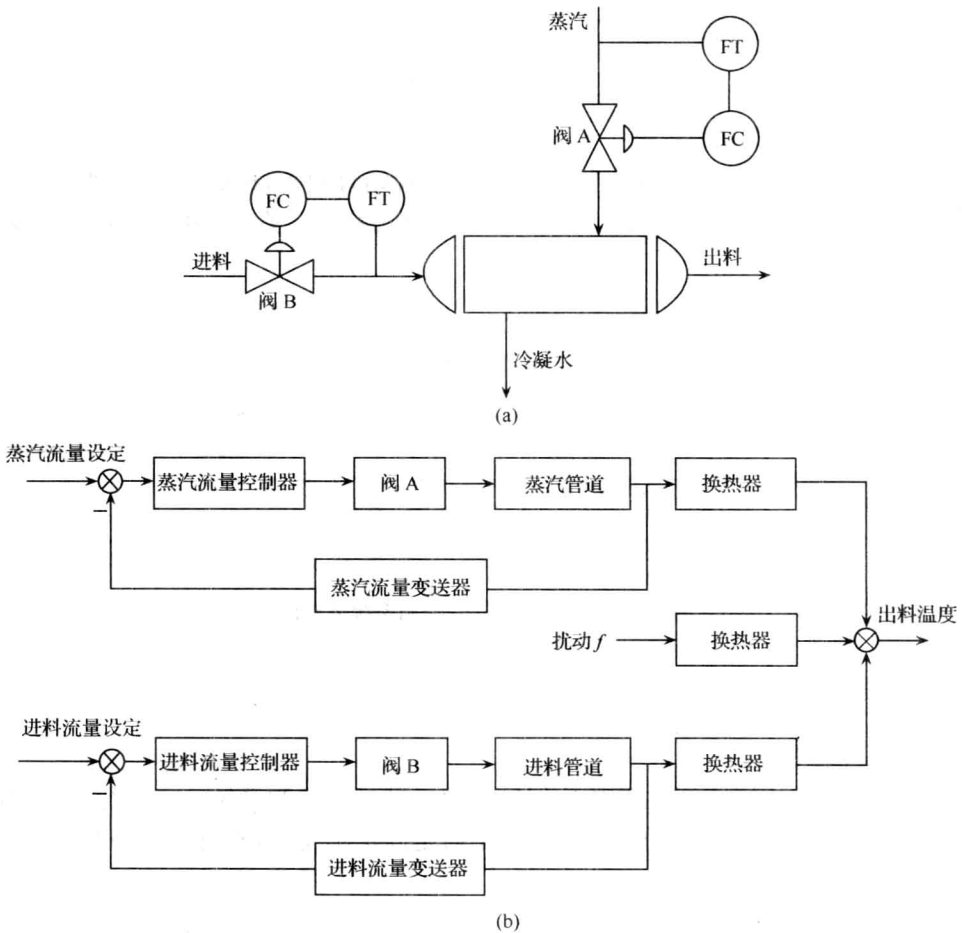 蒸汽
FT
阀 A
FC
FC
FT
进料
出料
阀 B
冷凝水
(a)
蒸汽流量设定
蒸汽流量控制器
阀 A
蒸汽管道
换热器
−
蒸汽流量变送器
出料温度
扰动 f
换热器
进料流量设定
进料流量控制器
阀 B
进料管道
换热器
−
进料流量变送器
(b)